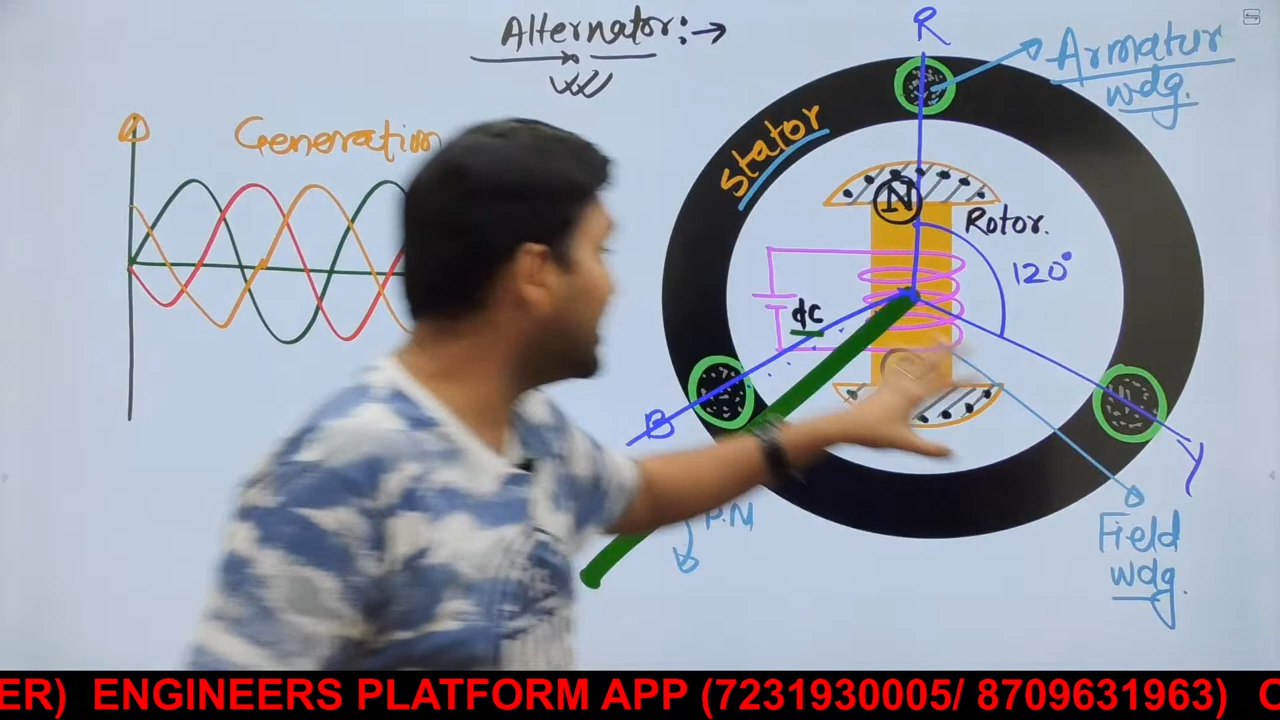 Alternator:→
R
Armatur
wdg.
Generation
Stator
N
Rotor.
120°
dc
B
Y
P.M
Field
wdg.
ER) ENGINEERS PLATFORM APP (7231930005/ 8709631963)